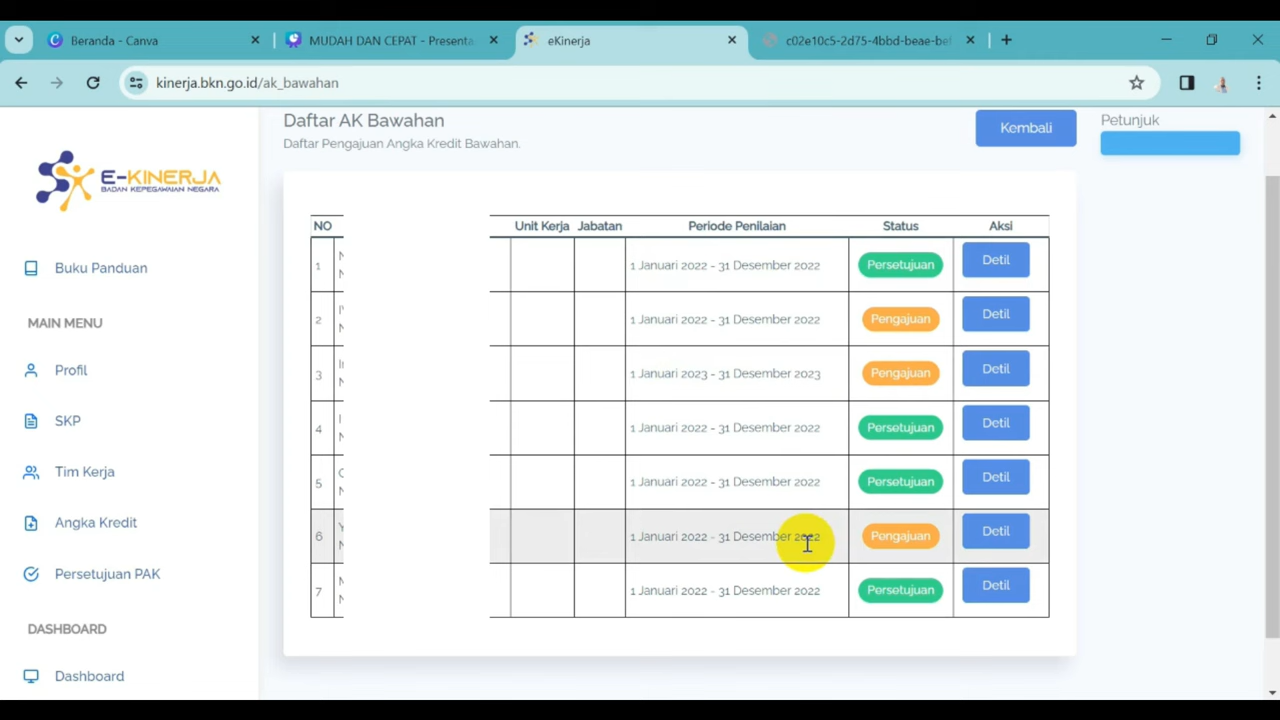 Beranda - Canva
MUDAH DAN CEPAT - Presenta
eKinerja
c02e10c5-2d75-4bbd-beae-bef
kinerja.bkn.go.id/ak_bawahan
E-KINERJA
BADAN KEPEGAWAIAN NEGARA
Buku Panduan
MAIN MENU
Profil
SKP
Tim Kerja
Angka Kredit
Persetujuan PAK
DASHBOARD
Dashboard
Daftar AK Bawahan
Daftar Pengajuan Angka Kredit Bawahan.
Kembali
Petunjuk
NO Unit Kerja Jabatan Periode Penilaian Status Aksi
1 N 1 Januari 2022 - 31 Desember 2022 Persetujuan Detil
N
2 1 Januari 2022 - 31 Desember 2022 Pengajuan Detil
N
3 1 Januari 2023 - 31 Desember 2023 Pengajuan Detil
N
4 1 Januari 2022 - 31 Desember 2022 Persetujuan Detil
N
5 1 Januari 2022 - 31 Desember 2022 Persetujuan Detil
N
6 Y 1 Januari 2022 - 31 Desember 2022 Pengajuan Detil
N
7 1 Januari 2022 - 31 Desember 2022 Persetujuan Detil
N